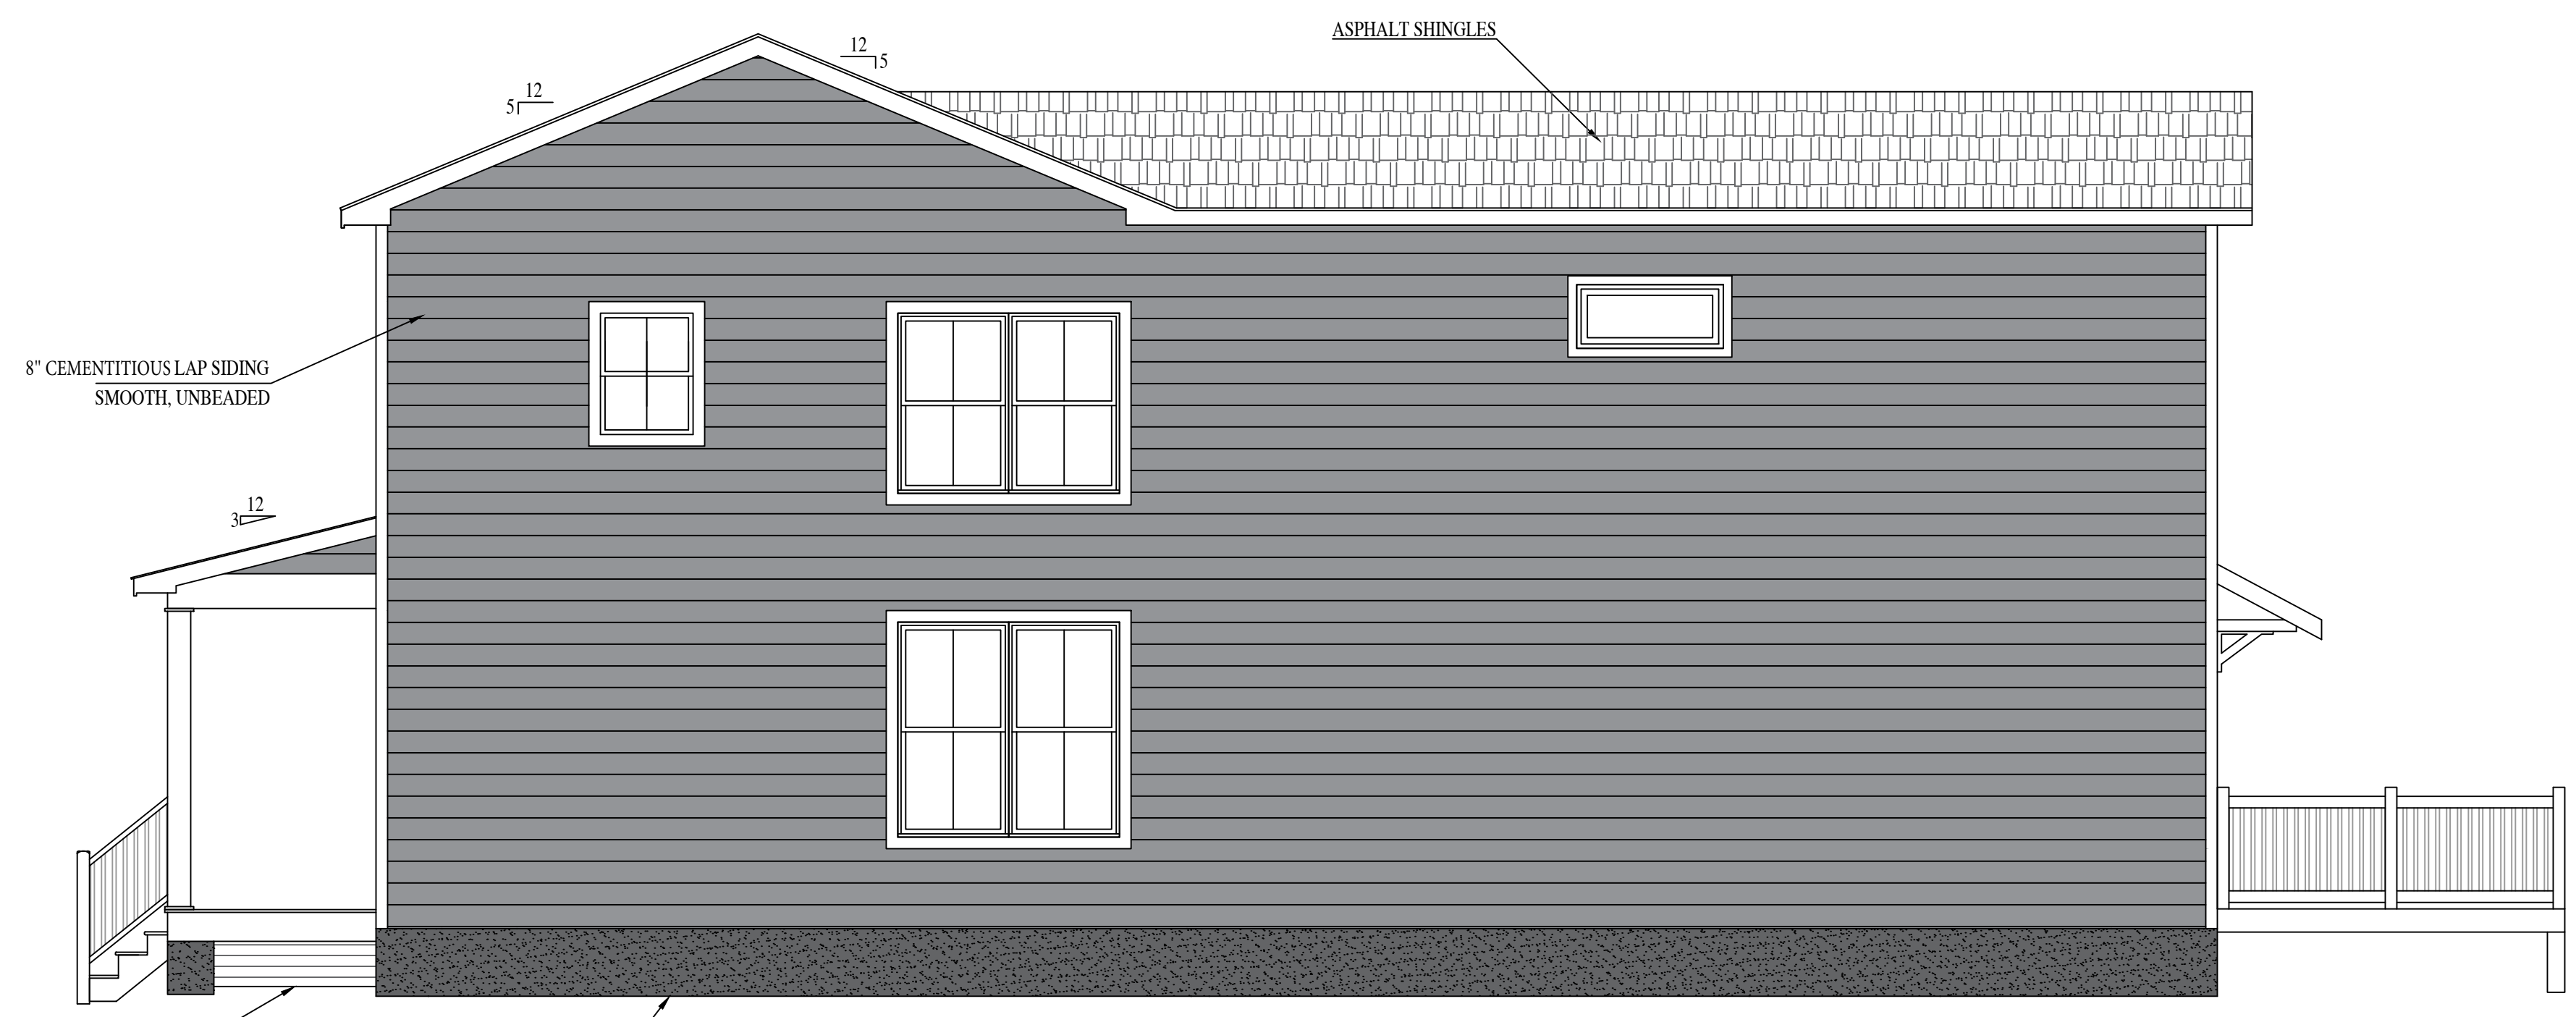 ASPHALT SHINGLES
12
5
12
5
8" CEMENTITIOUS LAP SIDING
SMOOTH, UNBEADED
12
3